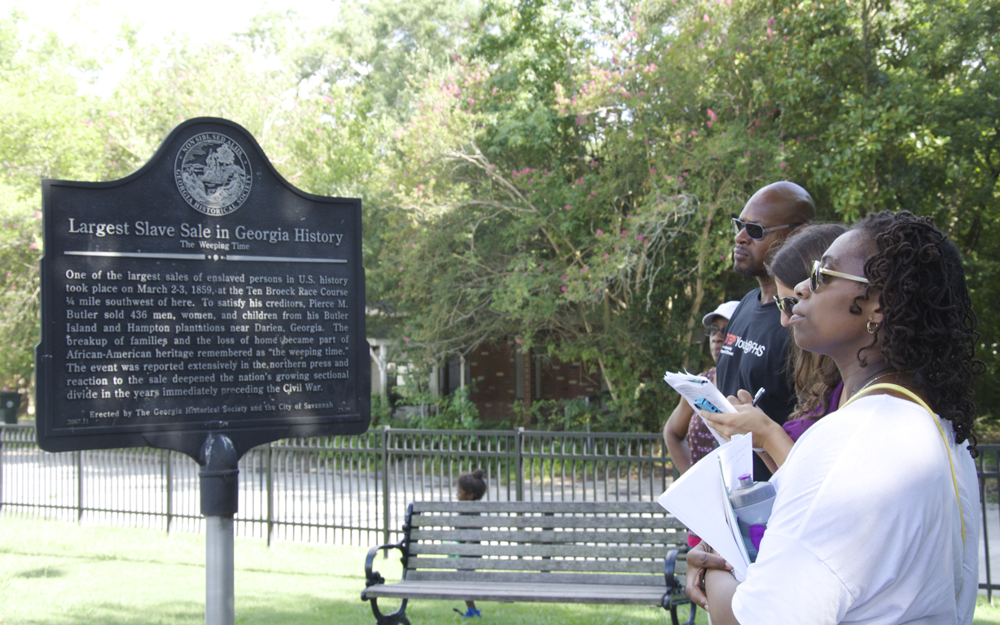 NON SIBI, SED ALIIS
GEORGIA HISTORICAL SOCIETY
Largest Slave Sale in Georgia History
The Weeping Time
One of the largest sales of enslaved persons in U.S. history
took place on March 2-3, 1859, at the Ten Broeck Race Course
¼ mile southwest of here. To satisfy his creditors, Pierce M.
Butler sold 436 men, women, and children from his Butler
Island and Hampton plantations near Darien, Georgia. The
breakup of families and the loss of home became part of
African-American heritage remembered as "the weeping time."
The event was reported extensively in the northern press and
reaction to the sale deepened the nation's growing sectional
divide in the years immediately preceding the Civil War.
Erected by The Georgia Historical Society and the City of Savannah